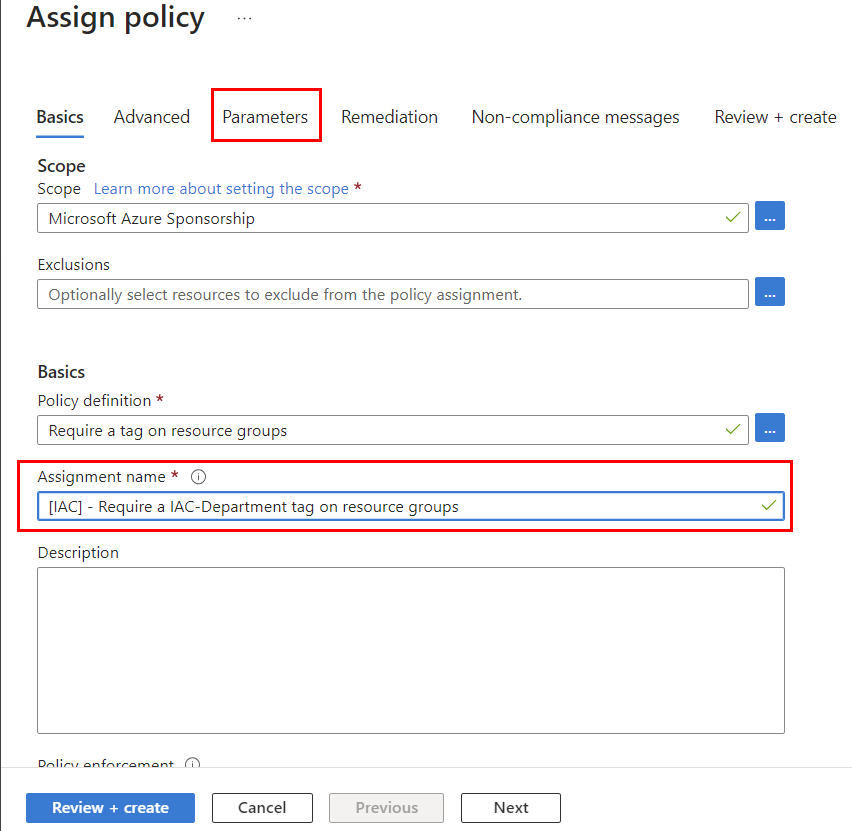 Assign policy ...
Basics Advanced Parameters Remediation Non-compliance messages Review + create
Scope
Scope Learn more about setting the scope *
Microsoft Azure Sponsorship ...
Exclusions
Optionally select resources to exclude from the policy assignment. ...
Basics
Policy definition *
Require a tag on resource groups ...
Assignment name *
[IAC] - Require a IAC-Department tag on resource groups
Description
Policy enforcement
Review + create Cancel Previous Next